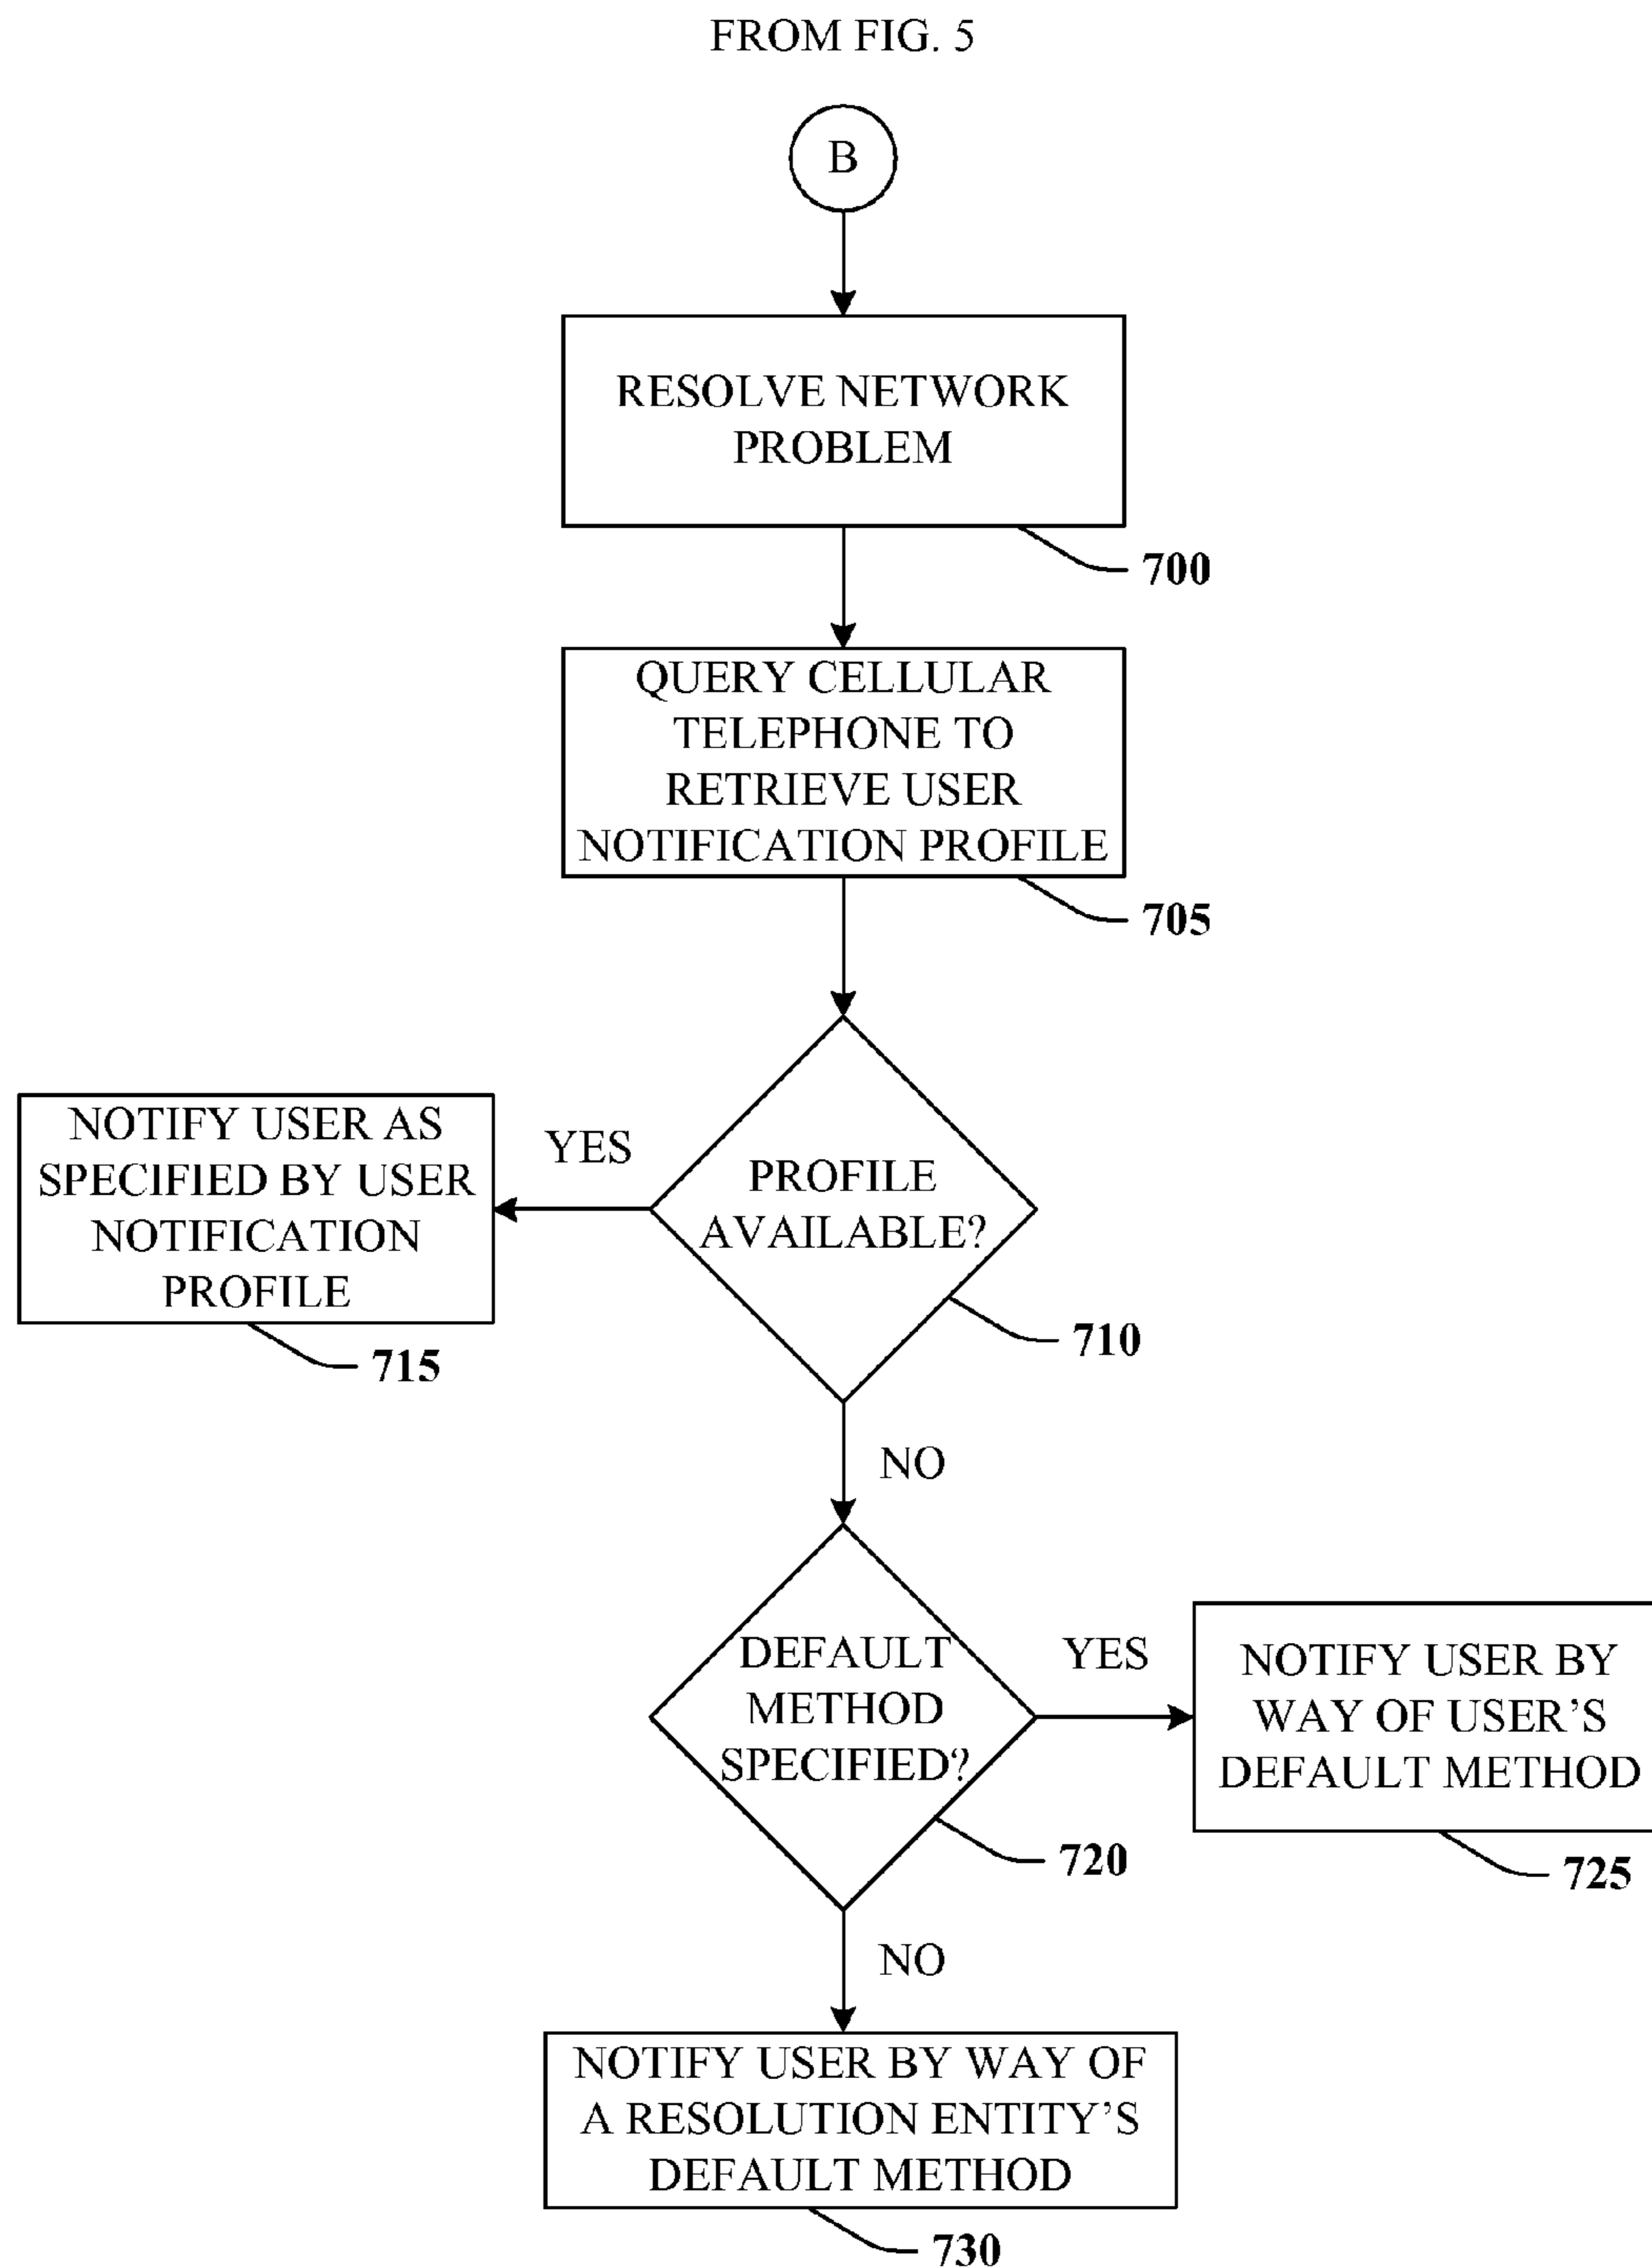 FROM FIG. 5
B
RESOLVE NETWORK
PROBLEM
700
QUERY CELLULAR
TELEPHONE TO
RETRIEVE USER
NOTIFICATION PROFILE
705
NOTIFY USER AS
SPECIFIED BY USER
NOTIFICATION
PROFILE
715
YES
PROFILE
AVAILABLE?
710
NO
DEFAULT
METHOD
SPECIFIED?
720
YES
NOTIFY USER BY
WAY OF USER’S
DEFAULT METHOD
725
NO
NOTIFY USER BY WAY OF
A RESOLUTION ENTITY’S
DEFAULT METHOD
730